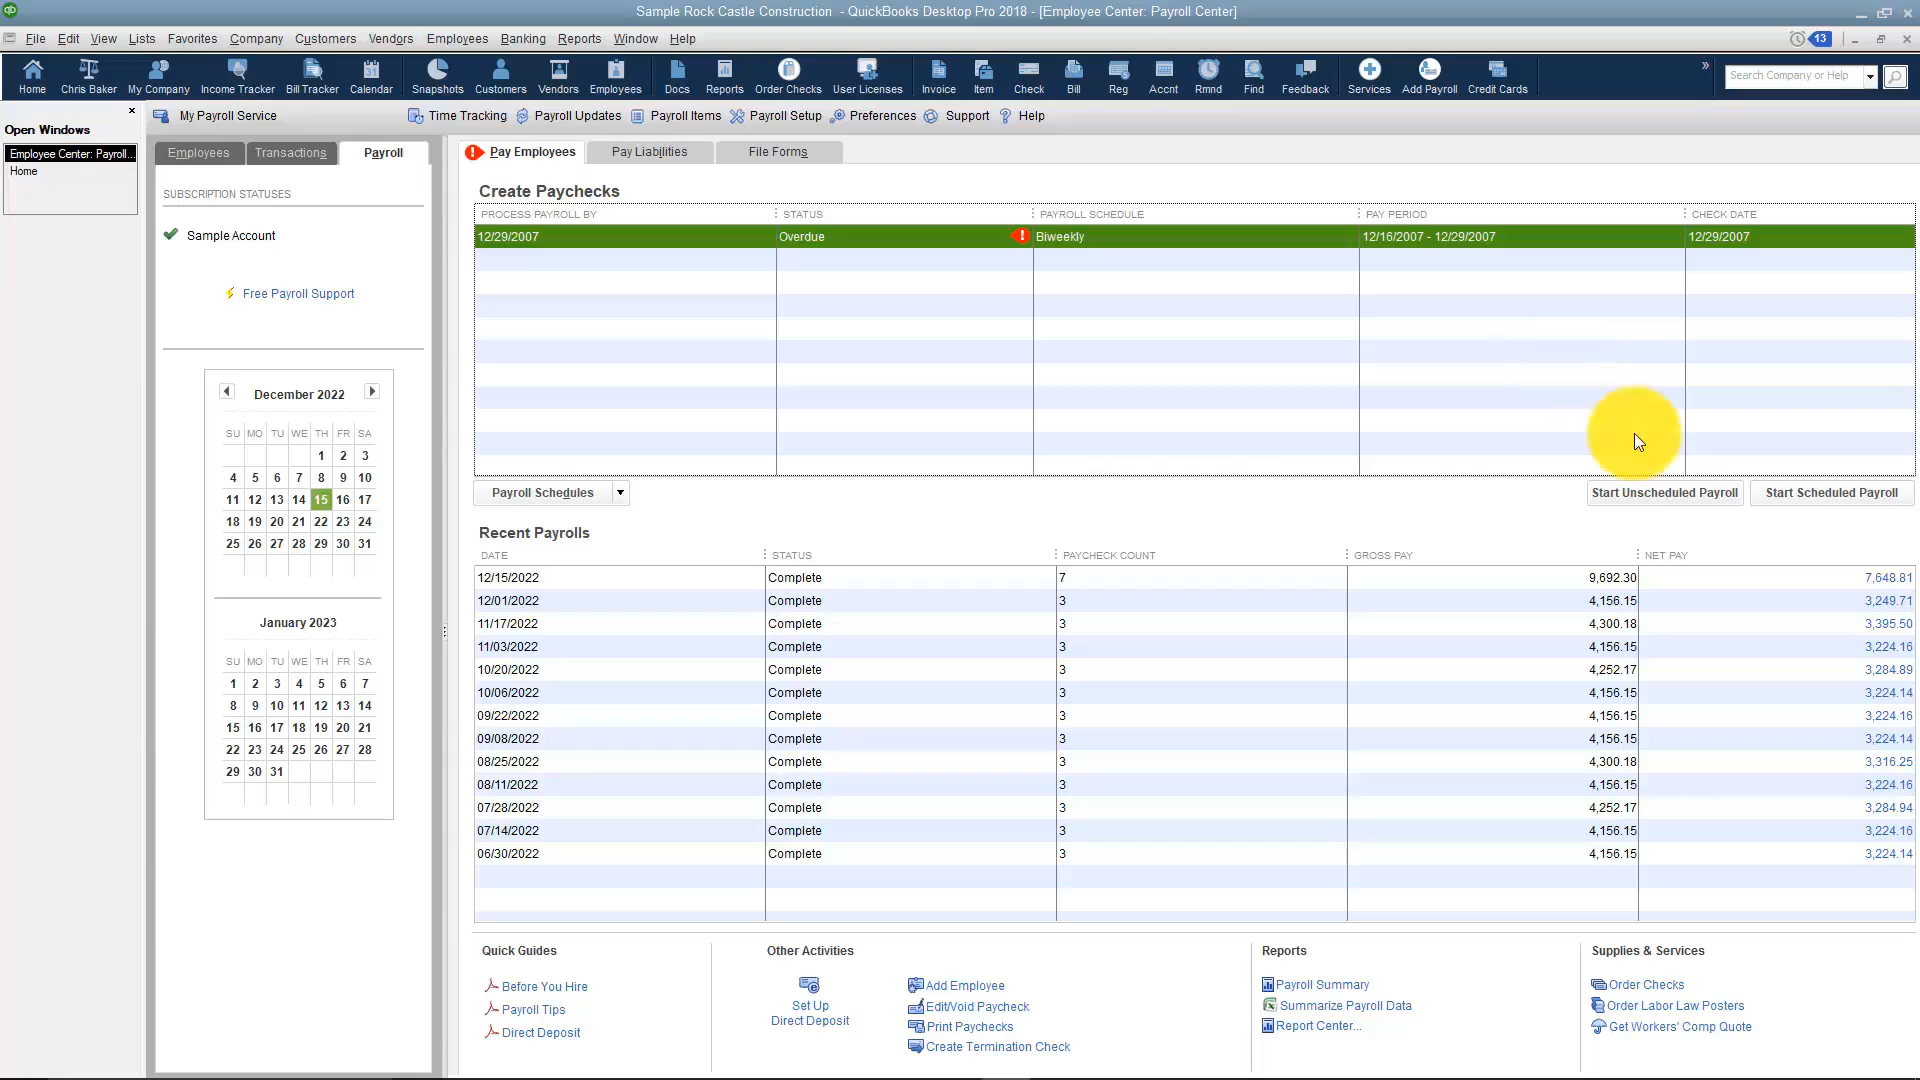 qb
Sample Rock Castle Construction - QuickBooks Desktop Pro 2018 - [Employee Center: Payroll Center]
File Edit View Lists Favorites Company Customers Vendors Employees Banking Reports Window Help
13
Home Chris Baker My Company Income Tracker Bill Tracker Calendar Snapshots Customers Vendors Employees Docs Reports Order Checks User Licenses Invoice Item Check Bill Reg Accnt Rmnd Find Feedback Services Add Payroll Credit Cards
» Search Company or Help
My Payroll Service Time Tracking Payroll Updates Payroll Items Payroll Setup Preferences Support Help
Open Windows
Employee Center: Payroll...
Home
Employees Transactions Payroll
SUBSCRIPTION STATUSES
Sample Account
Free Payroll Support
December 2022
SU MO TU WE TH FR SA
1 2 3
4 5 6 7 8 9 10
11 12 13 14 15 16 17
18 19 20 21 22 23 24
25 26 27 28 29 30 31
January 2023
SU MO TU WE TH FR SA
1 2 3 4 5 6 7
8 9 10 11 12 13 14
15 16 17 18 19 20 21
22 23 24 25 26 27 28
29 30 31
Pay Employees Pay Liabilities File Forms
Create Paychecks
PROCESS PAYROLL BY STATUS PAYROLL SCHEDULE PAY PERIOD CHECK DATE
12/29/2007 Overdue Biweekly 12/16/2007 - 12/29/2007 12/29/2007
Payroll Schedules Start Unscheduled Payroll Start Scheduled Payroll
Recent Payrolls
DATE STATUS PAYCHECK COUNT GROSS PAY NET PAY
12/15/2022 Complete 7 9,692.30 7,648.81
12/01/2022 Complete 3 4,156.15 3,249.71
11/17/2022 Complete 3 4,300.18 3,395.50
11/03/2022 Complete 3 4,156.15 3,224.16
10/20/2022 Complete 3 4,252.17 3,284.89
10/06/2022 Complete 3 4,156.15 3,224.14
09/22/2022 Complete 3 4,156.15 3,224.16
09/08/2022 Complete 3 4,156.15 3,224.14
08/25/2022 Complete 3 4,300.18 3,316.25
08/11/2022 Complete 3 4,156.15 3,224.16
07/28/2022 Complete 3 4,252.17 3,284.94
07/14/2022 Complete 3 4,156.15 3,224.16
06/30/2022 Complete 3 4,156.15 3,224.14
Quick Guides
Before You Hire
Payroll Tips
Direct Deposit
Other Activities
Set Up
Direct Deposit
Add Employee
Edit/Void Paycheck
Print Paychecks
Create Termination Check
Reports
Payroll Summary
Summarize Payroll Data
Report Center...
Supplies & Services
Order Checks
Order Labor Law Posters
Get Workers' Comp Quote